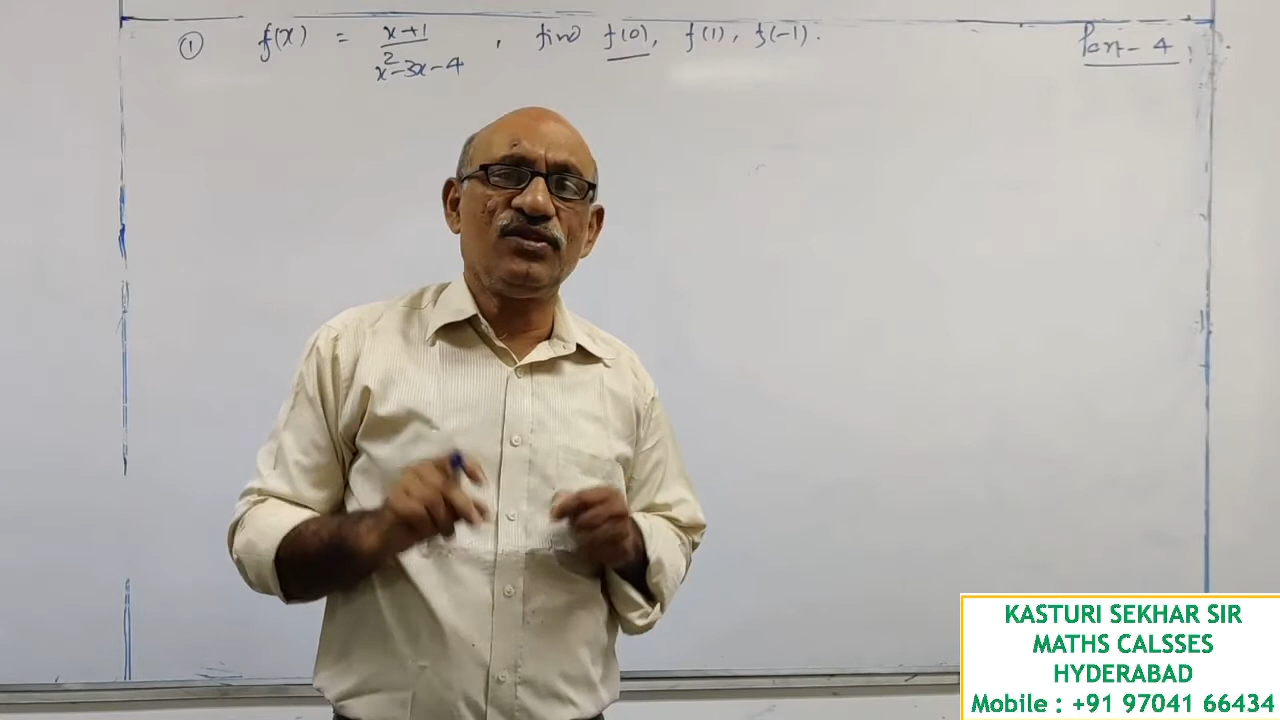 ① f(x) = x+1 / x²-3x-4 , find f(0), f(1), f(-1). Part - 4
KASTURI SEKHAR SIR
MATHS CALSSES
HYDERABAD
Mobile : +91 97041 66434